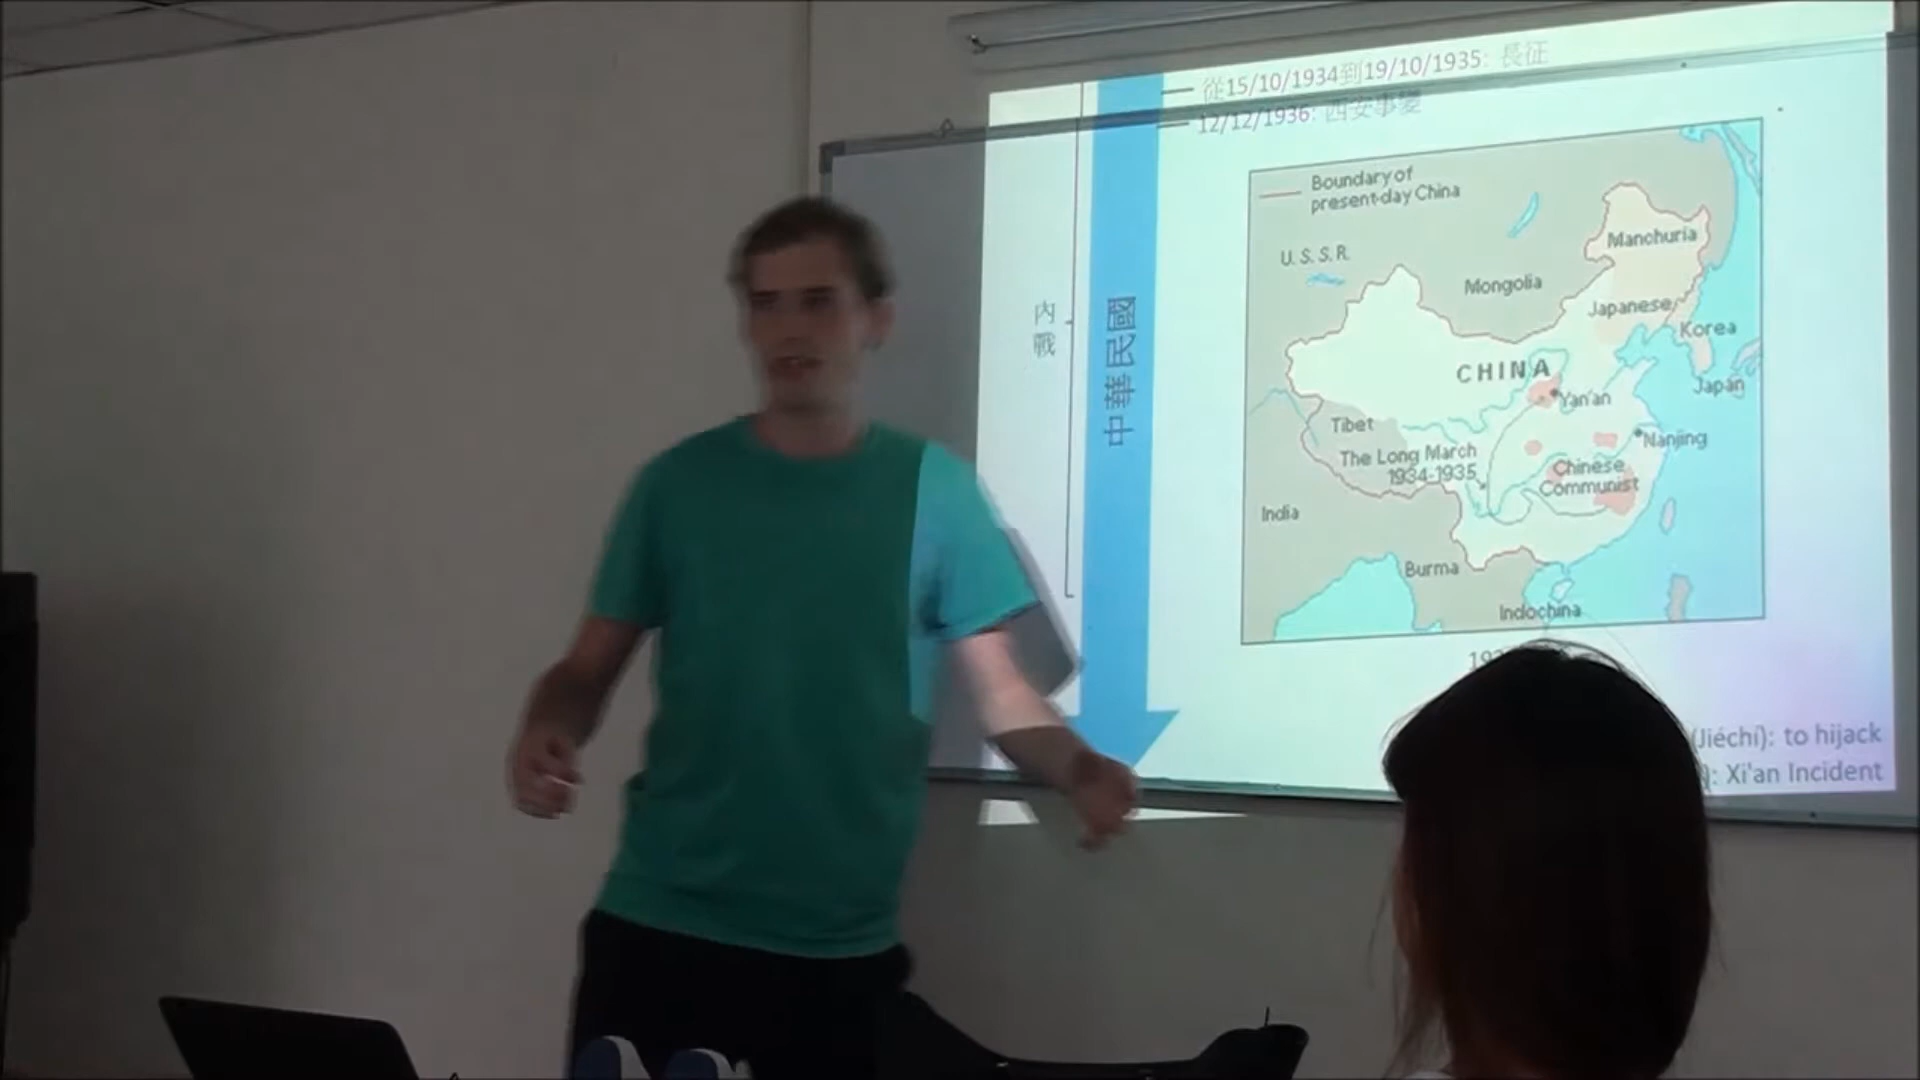 從15/10/1934到19/10/1935: 長征
12/12/1936: 西安事變
內戰
中華民國
Boundary of
present-day China
U.S.S.R.
Mongolia
Manchuria
Japanese
Korea
Japan
CHINA
Yan'an
Tibet
Nanjing
The Long March
1934-1935
Chinese
Communist
India
Burma
Indochina
(Jiéchí): to hijack
: Xi'an Incident